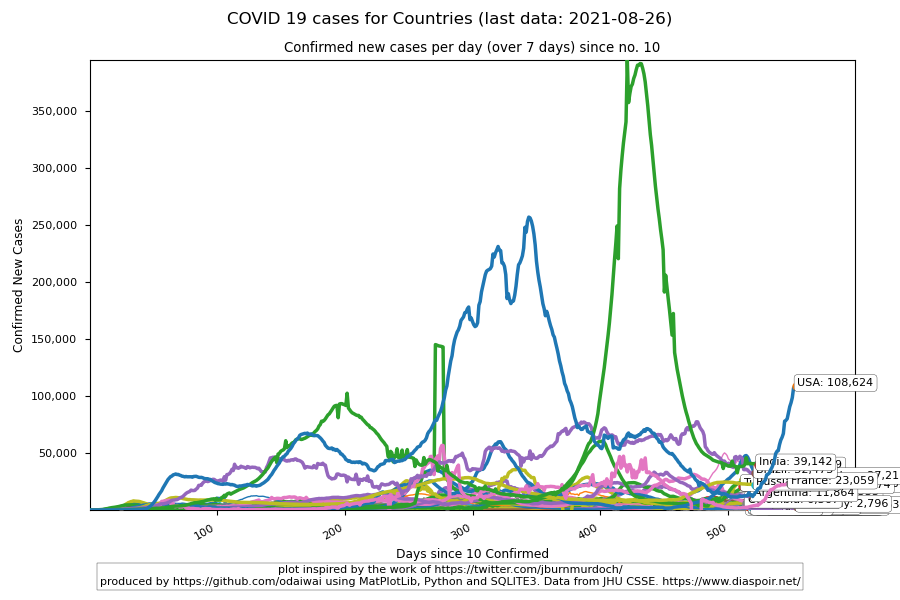 COVID 19 cases for Countries (last data: 2021-08-26)
Confirmed new cases per day (over 7 days) since no. 10
350,000
300,000
250,000
200,000
150,000
100,000
50,000
Confirmed New Cases
USA: 108,624
India: 39,142
France: 23,059
Argentina: 11,864
2,796
100
200
300
400
500
Days since 10 Confirmed
plot inspired by the work of https://twitter.com/jburnmurdoch/
produced by https://github.com/odaiwai using MatPlotLib, Python and SQLITE3. Data from JHU CSSE. https://www.diaspoir.net/